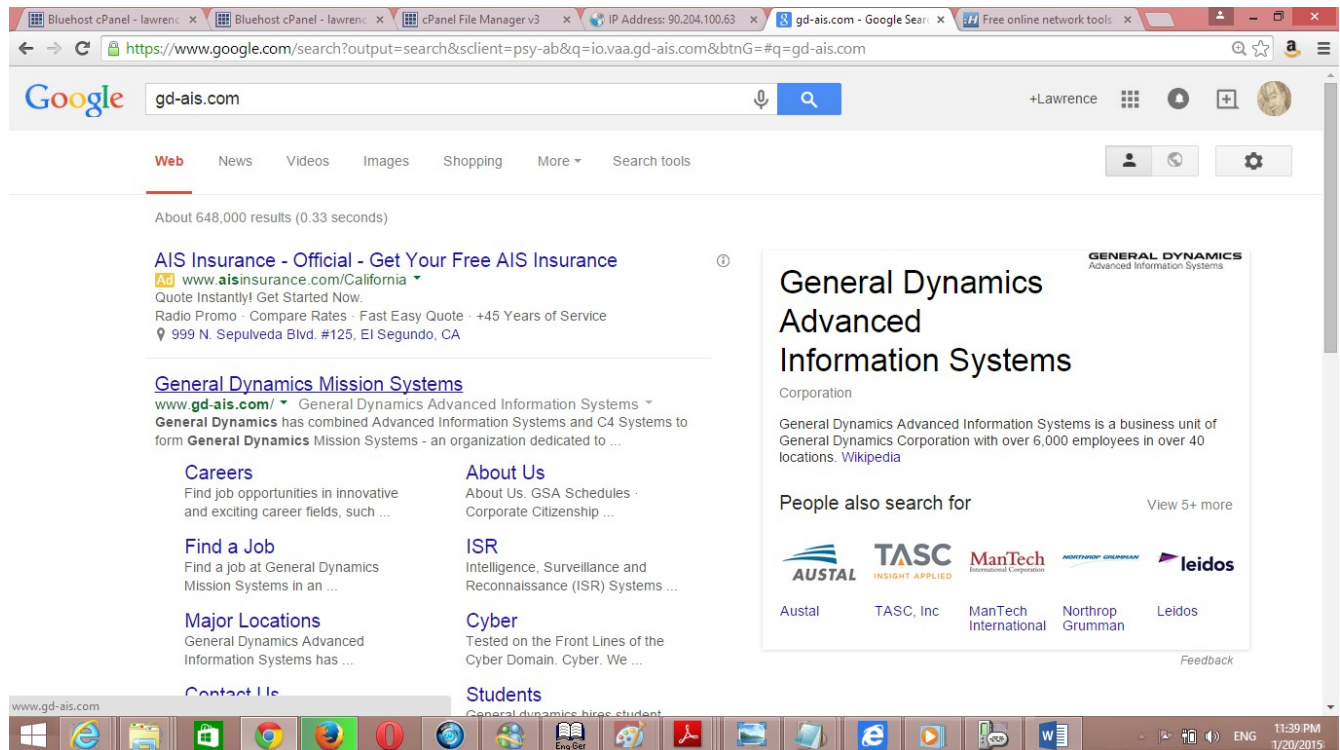 Bluehost cPanel - lawrenc
Bluehost cPanel - lawrenc
cPanel File Manager v3
IP Address: 90.204.100.63
gd-ais.com - Google Sear
Free online network tools
https://www.google.com/search?output=search&sclient=psy-ab&q=io.vaa.gd-ais.com&btnG=#q=gd-ais.com
Google
gd-ais.com
+Lawrence
Web News Videos Images Shopping More Search tools
About 648,000 results (0.33 seconds)
AIS Insurance - Official - Get Your Free AIS Insurance
Ad www.aisinsurance.com/California
Quote Instantly! Get Started Now.
Radio Promo · Compare Rates · Fast Easy Quote · +45 Years of Service
999 N. Sepulveda Blvd. #125, El Segundo, CA
General Dynamics Mission Systems
www.gd-ais.com/ General Dynamics Advanced Information Systems
General Dynamics has combined Advanced Information Systems and C4 Systems to
form General Dynamics Mission Systems - an organization dedicated to ...
Careers
Find job opportunities in innovative
and exciting career fields, such ...
About Us
About Us. GSA Schedules ·
Corporate Citizenship ...
Find a Job
Find a job at General Dynamics
Mission Systems in an ...
ISR
Intelligence, Surveillance and
Reconnaissance (ISR) Systems ...
Major Locations
General Dynamics Advanced
Information Systems has ...
Cyber
Tested on the Front Lines of the
Cyber Domain. Cyber. We ...
Contact Us
Students
General dynamics hires student
GENERAL DYNAMICS
Advanced Information Systems
General Dynamics
Advanced
Information Systems
Corporation
General Dynamics Advanced Information Systems is a business unit of
General Dynamics Corporation with over 6,000 employees in over 40
locations. Wikipedia
People also search for
View 5+ more
AUSTAL
TASC
INSIGHT APPLIED
ManTech
International Corporation
NORTHROP GRUMMAN
leidos
Austal
TASC, Inc
ManTech
International
Northrop
Grumman
Leidos
Feedback
www.gd-ais.com
Eng-Ger
ENG
11:39 PM
1/20/2015